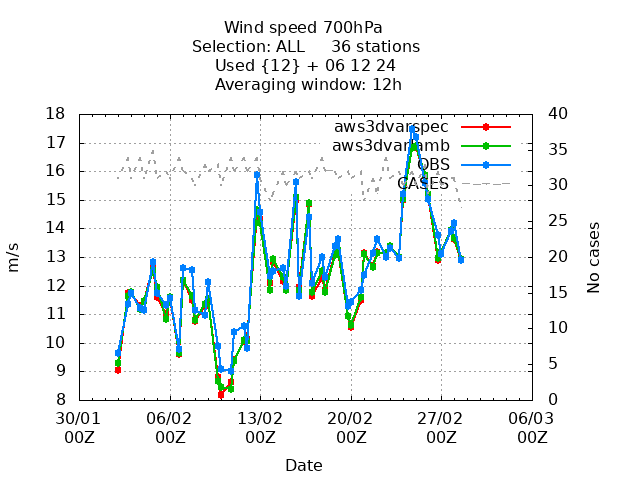 Wind speed 700hPa
Selection: ALL 36 stations
Used {12} + 06 12 24
Averaging window: 12h
18
17
16
15
14
13
12
11
10
9
8
m/s
40
35
30
25
20
15
10
5
0
No cases
aws3dvarspec
aws3dvaramb
OBS
CASES
30/01 06/02 13/02 20/02 27/02 06/03
00Z 00Z 00Z 00Z 00Z 00Z
Date